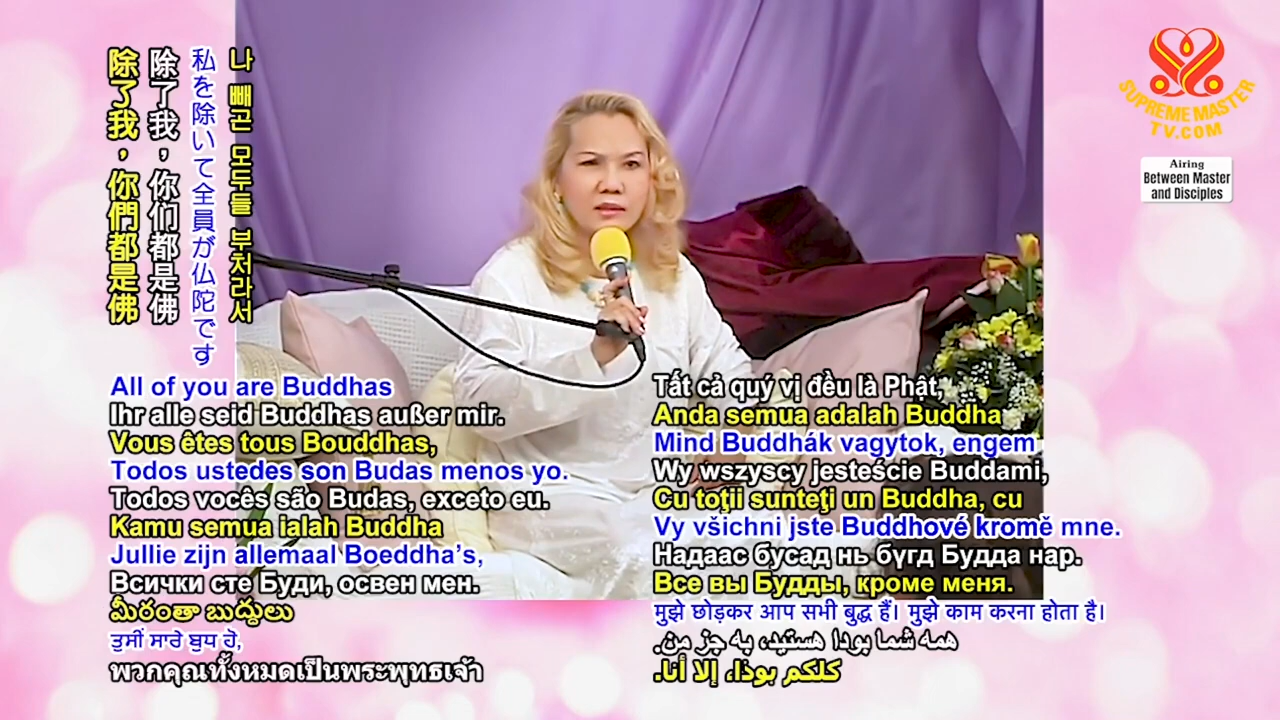 除了我，你們都是佛
除了我，你们都是佛
私を除いて全員が仏陀です
나 빼곤 모두들 부처라서
SUPREME MASTER
TV.COM
Airing
Between Master
and Disciples
All of you are Buddhas
Ihr alle seid Buddhas außer mir.
Vous êtes tous Bouddhas,
Todos ustedes son Budas menos yo.
Todos vocês são Budas, exceto eu.
Kamu semua ialah Buddha
Jullie zijn allemaal Boeddha’s,
Всички сте Буди, освен мен.
మీరంతా బుద్ధులు
ਤੁਸੀਂ ਸਾਰੇ ਬੁਧ ਹੋ,
พวกคุณทั้งหมดเป็นพระพุทธเจ้า
Tất cả quý vị đều là Phật,
Anda semua adalah Buddha
Mind Buddhák vagytok, engem
Wy wszyscy jesteście Buddami,
Cu toţii sunteţi un Buddha, cu
Vy všichni jste Buddhové kromě mne.
Надаас бусад нь бүгд Будда нар.
Все вы Будды, кроме меня.
मुझे छोड़कर आप सभी बुद्ध हैं। मुझे काम करना होता है।
همه شما بودا هستید، به جز من.
كلكم بوذا، إلا أنا.